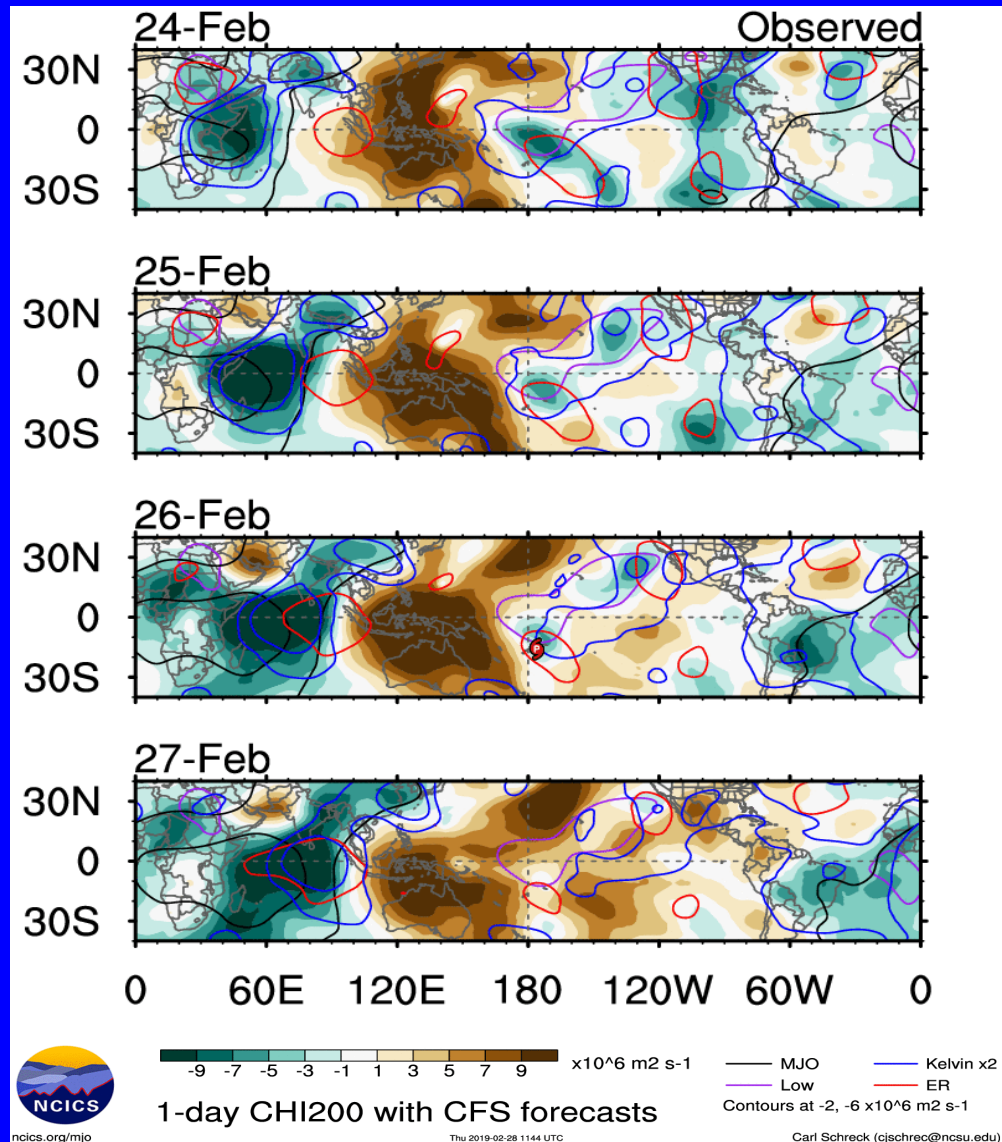 24-Feb Observed
30N
0
30S
25-Feb
30N
0
30S
26-Feb
30N
0
30S
P
27-Feb
30N
0
30S
0 60E 120E 180 120W 60W 0
-9 -7 -5 -3 -1 1 3 5 7 9 x10^6 m2 s-1
MJO Kelvin x2
Low ER
Contours at -2, -6 x10^6 m2 s-1
NCICS
1-day CHI200 with CFS forecasts
ncics.org/mjo Thu 2019-02-28 1144 UTC Carl Schreck (cjschrec@ncsu.edu)